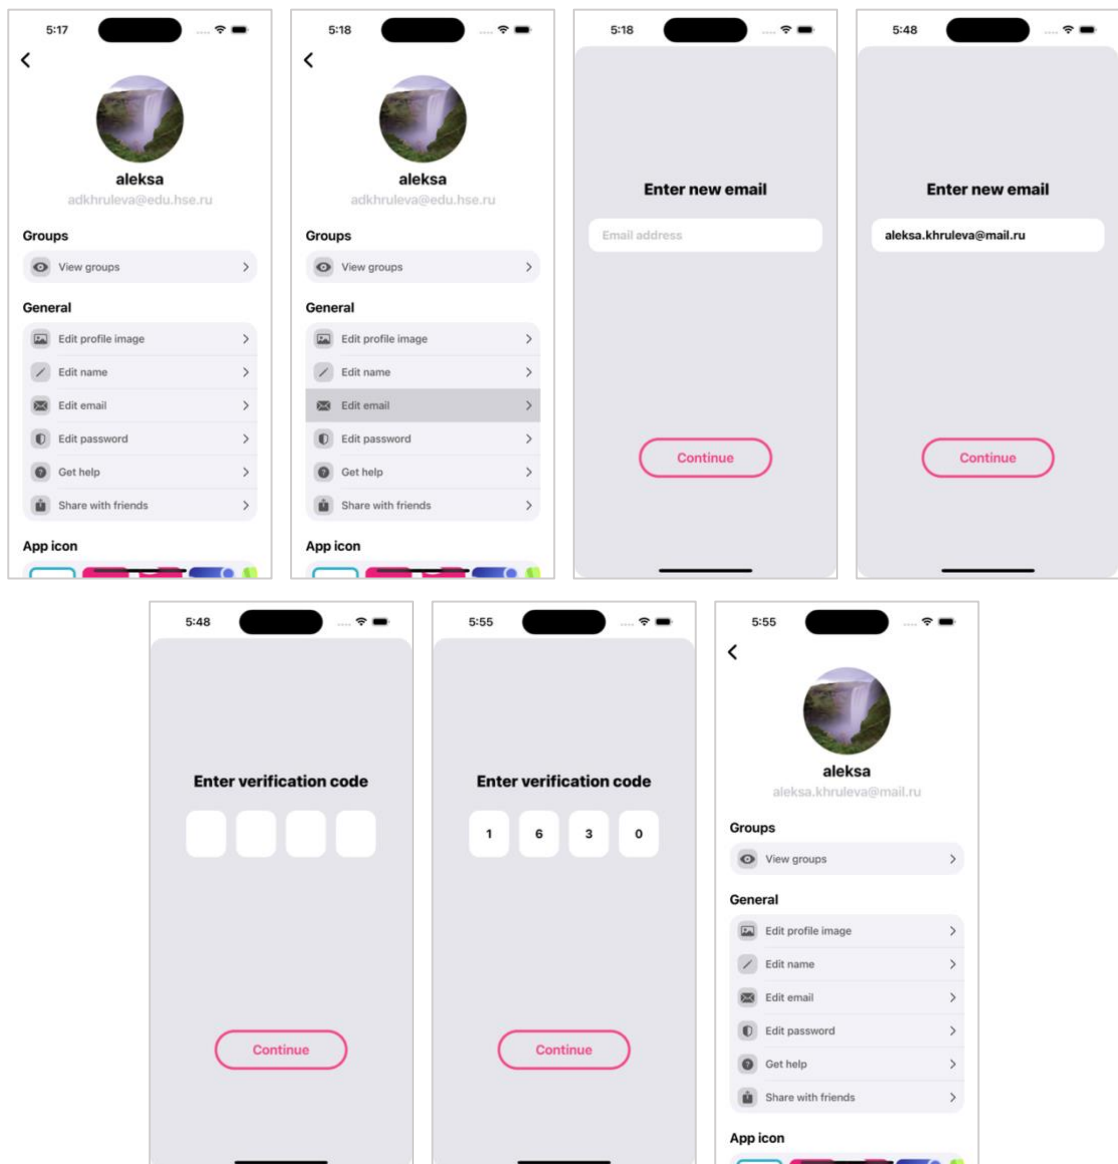 5:17
aleksa
adkhruleva@edu.hse.ru
Groups
View groups
General
Edit profile image
Edit name
Edit email
Edit password
Get help
Share with friends
App icon
5:18
aleksa
adkhruleva@edu.hse.ru
Groups
View groups
General
Edit profile image
Edit name
Edit email
Edit password
Get help
Share with friends
App icon
5:18
Enter new email
Email address
Continue
5:48
Enter new email
aleksa.khruleva@mail.ru
Continue
5:48
Enter verification code
Continue
5:55
Enter verification code
1 6 3 0
Continue
5:55
aleksa
aleksa.khruleva@mail.ru
Groups
View groups
General
Edit profile image
Edit name
Edit email
Edit password
Get help
Share with friends
App icon